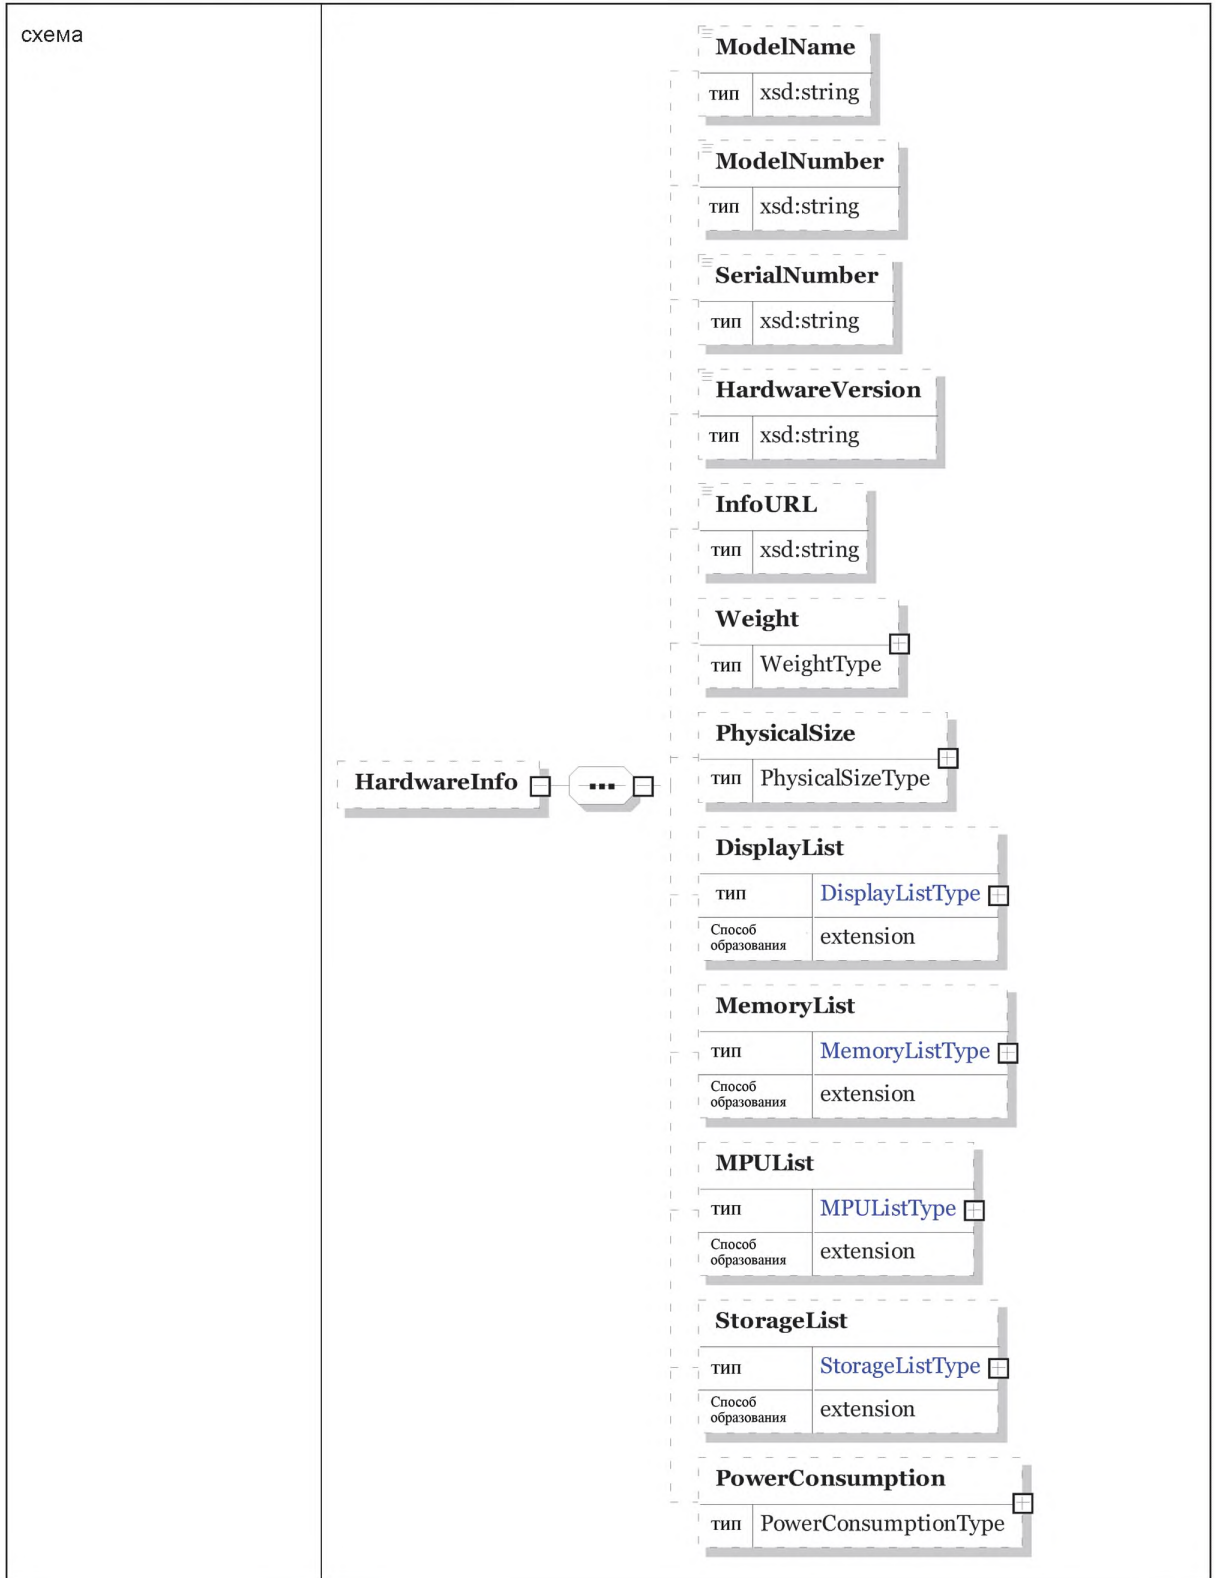 схема
ModelName
тип xsd:string
ModelNumber
тип xsd:string
SerialNumber
тип xsd:string
HardwareVersion
тип xsd:string
InfoURL
тип xsd:string
Weight
тип WeightType
PhysicalSize
тип PhysicalSizeType
HardwareInfo
DisplayList
тип DisplayListType
Способ
образования extension
MemoryList
тип MemoryListType
Способ
образования extension
MPUList
тип MPUListType
Способ
образования extension
StorageList
тип StorageListType
Способ
образования extension
PowerConsumption
тип PowerConsumptionType